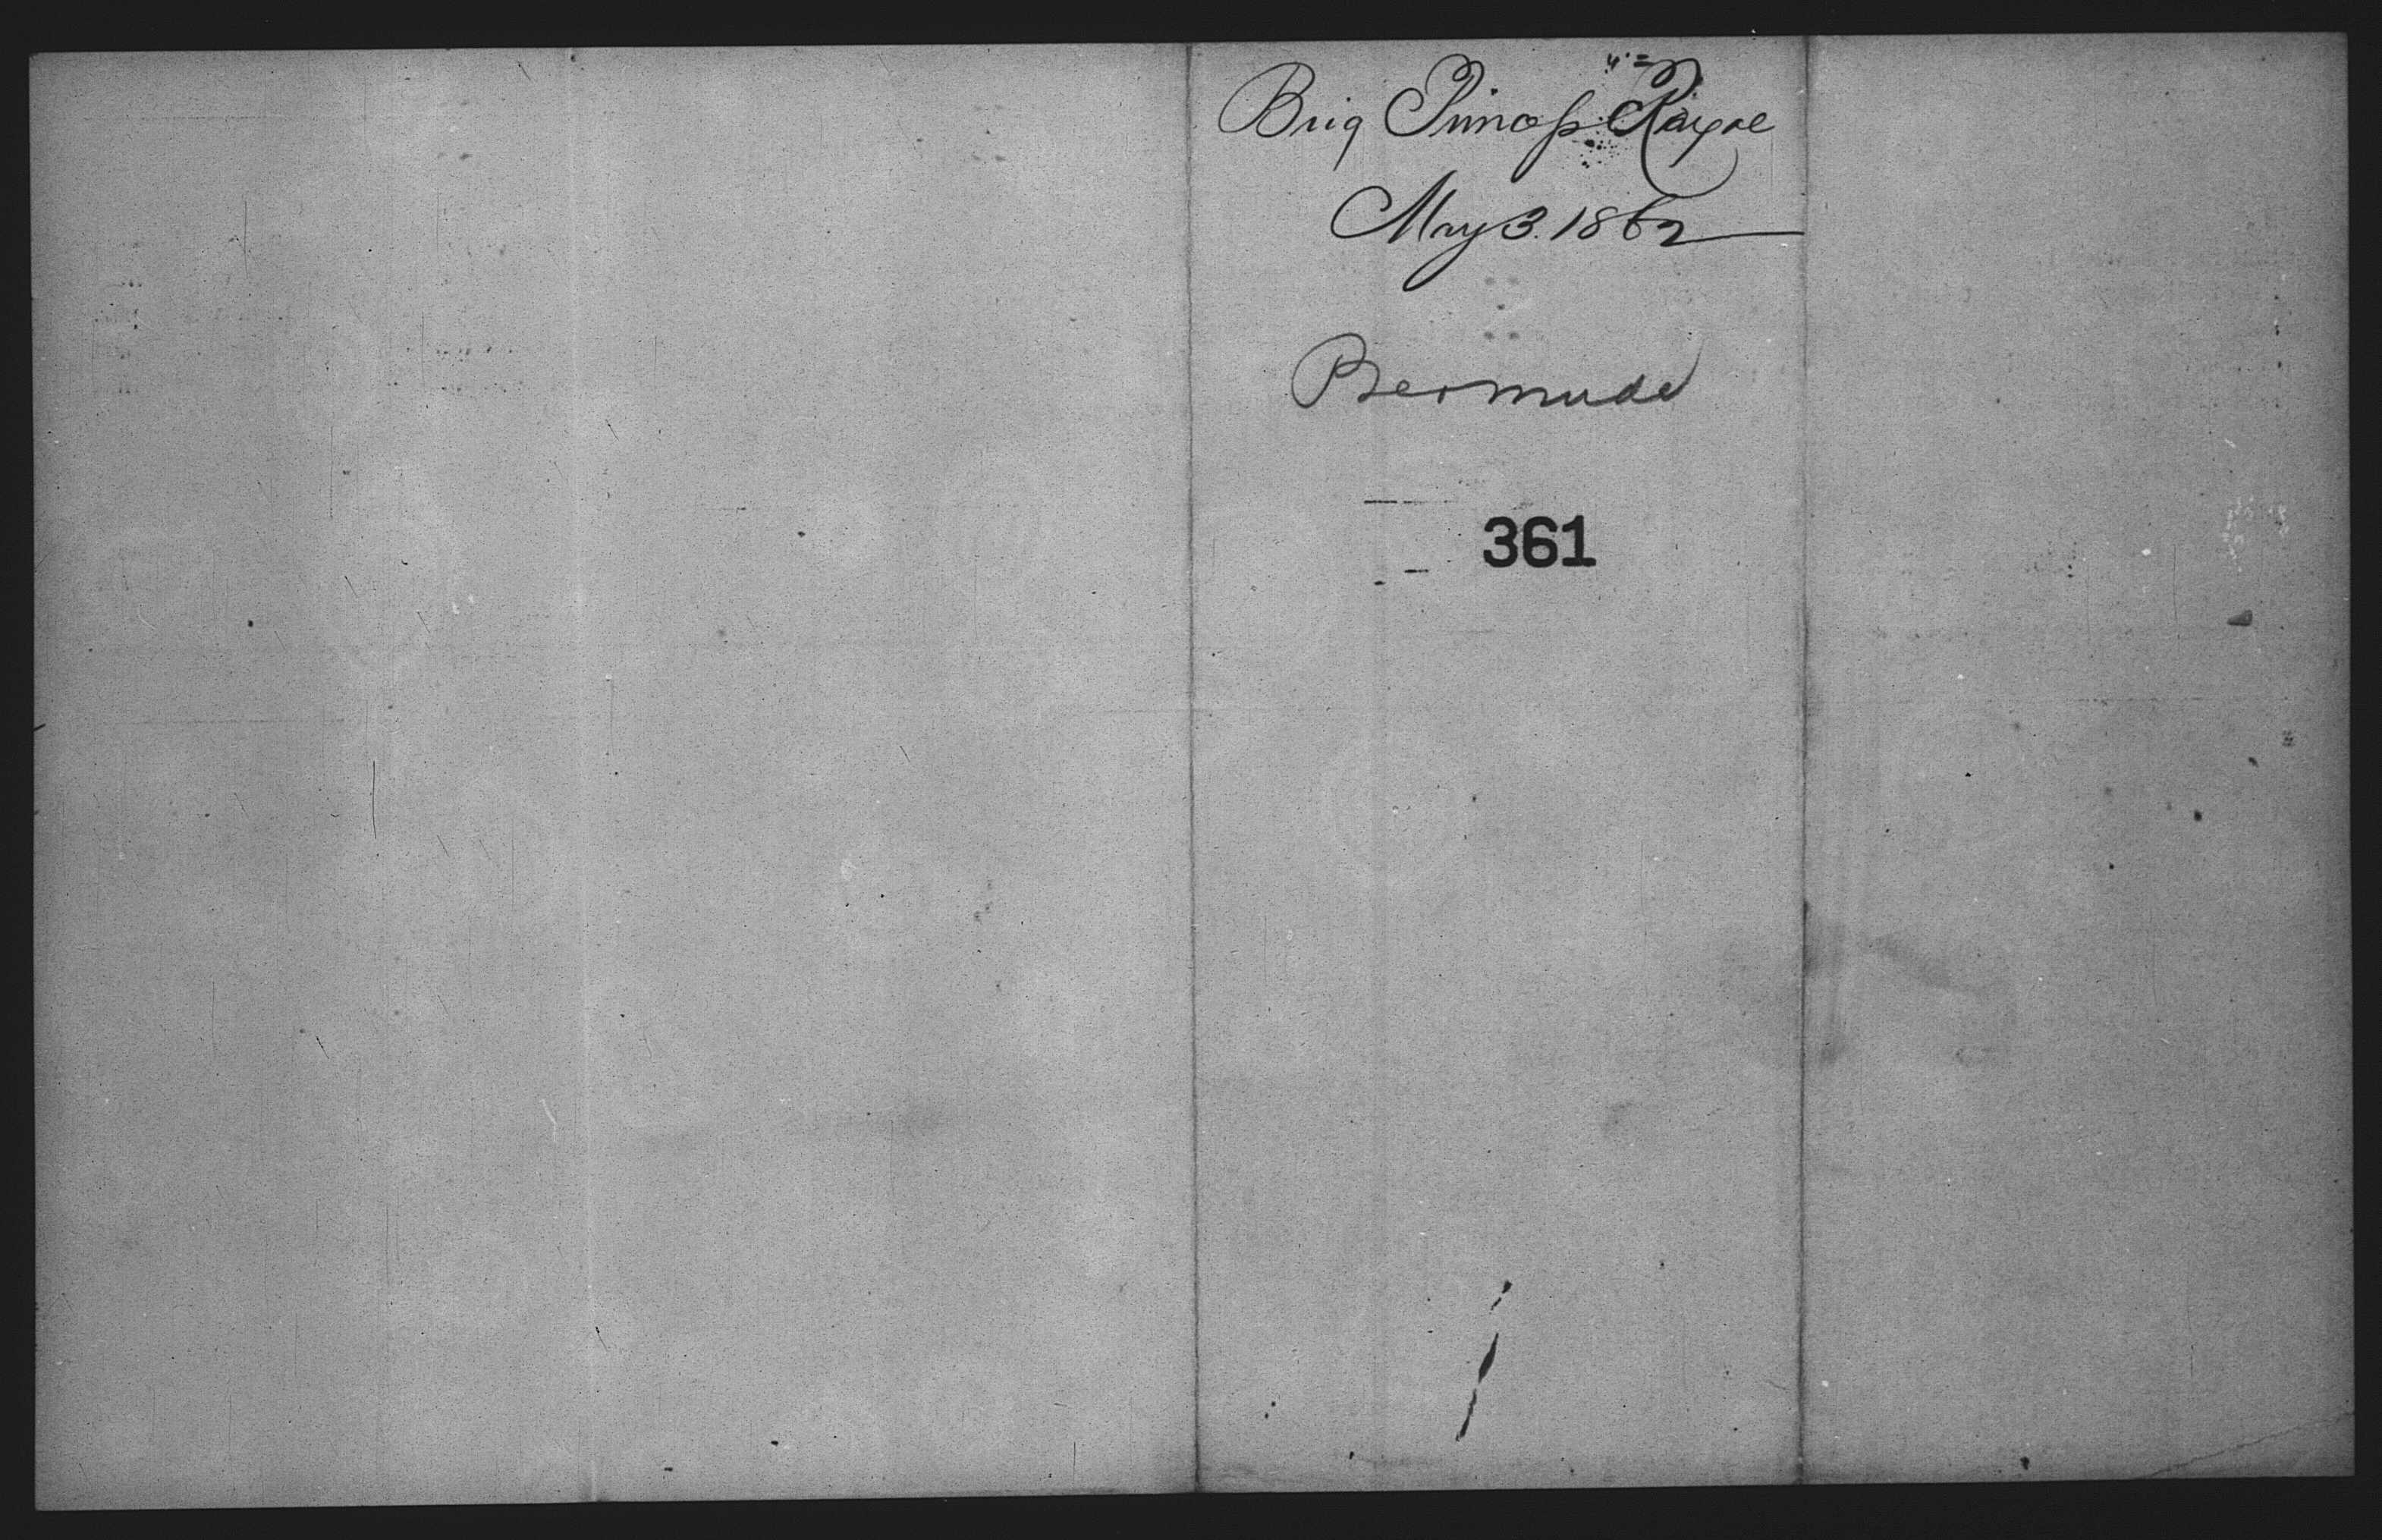 Brig Princess Royal
May 3. 1862
Bermuda
361